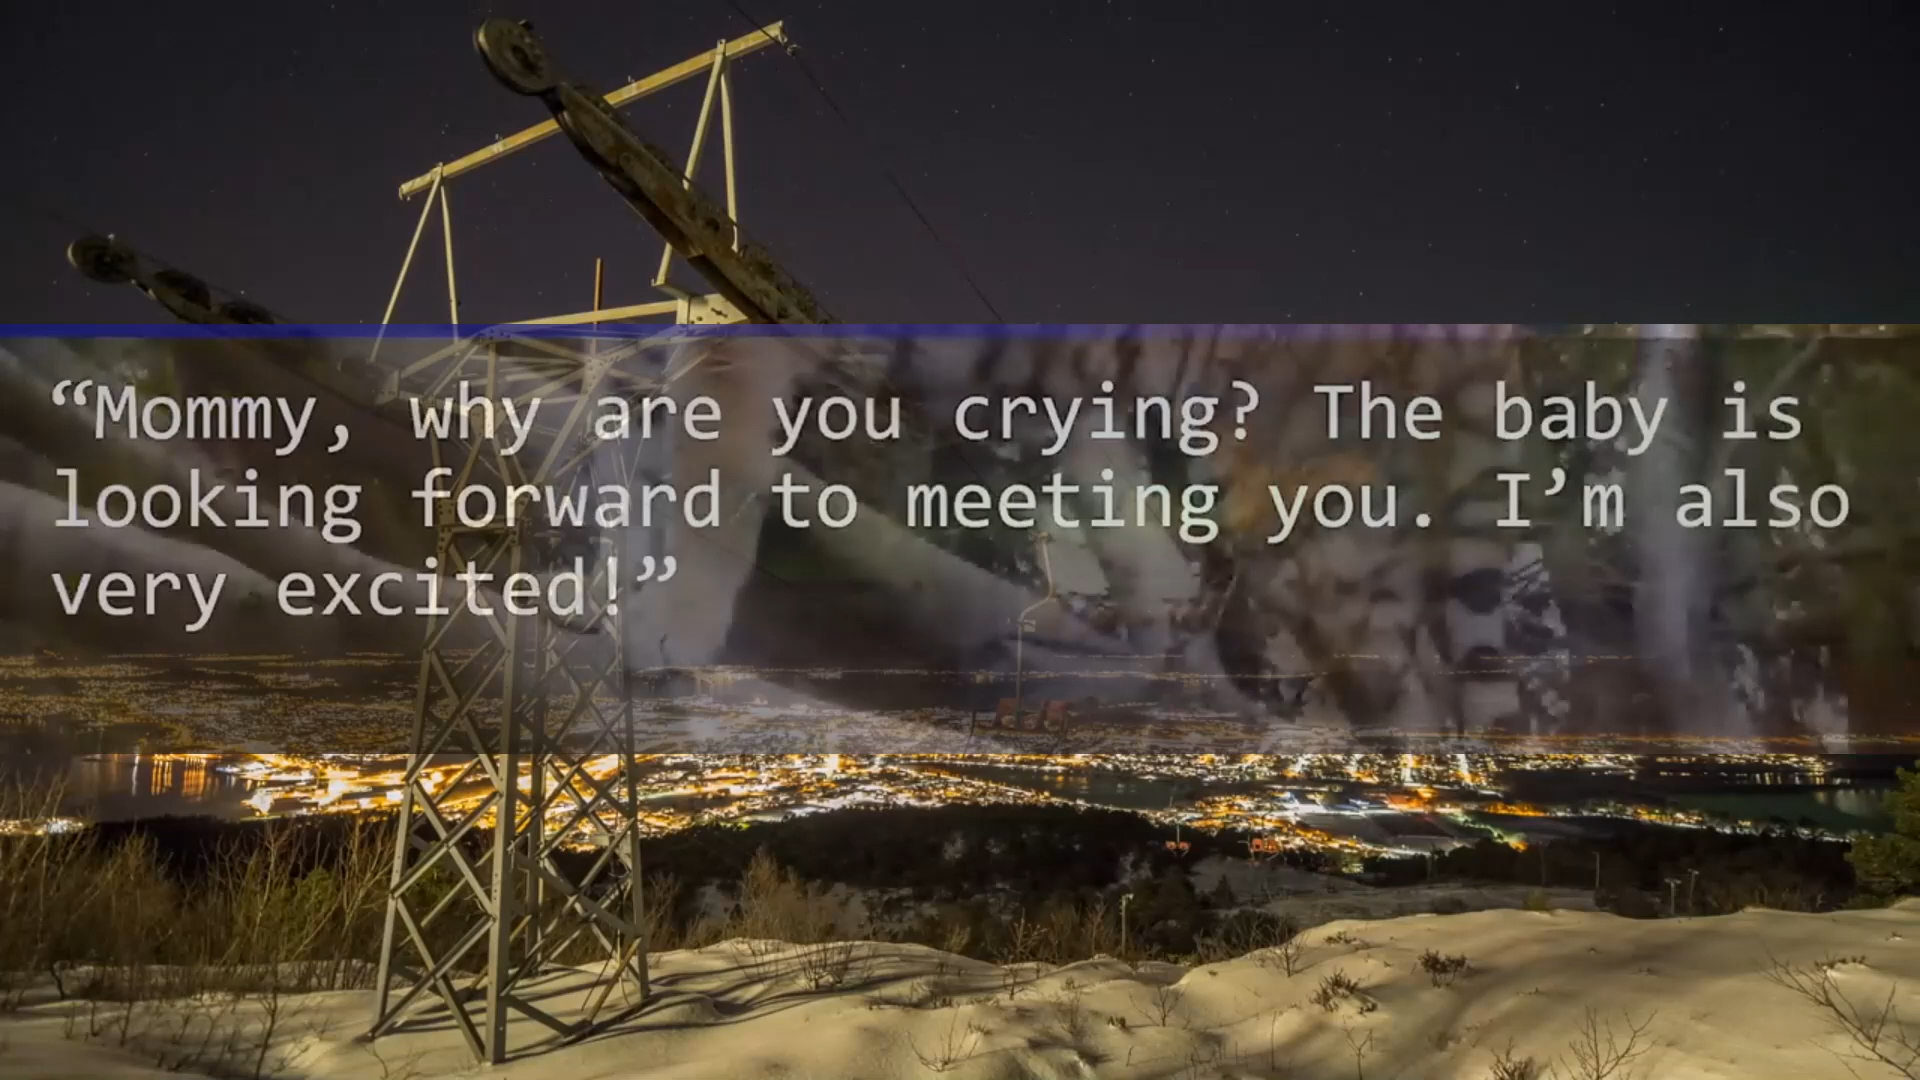 “Mommy, why are you crying? The baby is
looking forward to meeting you. I’m also
very excited!”